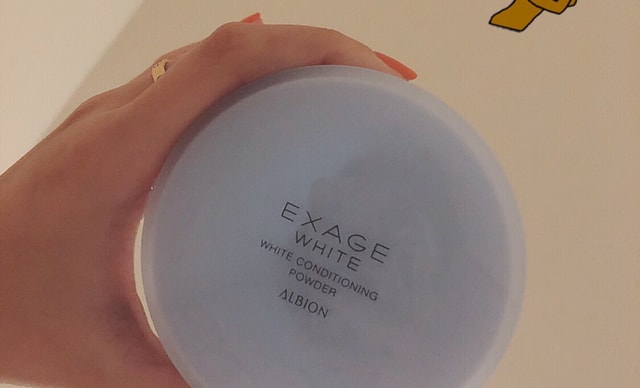 EXAGE
WHITE
WHITE CONDITIONING
POWDER
ALBION